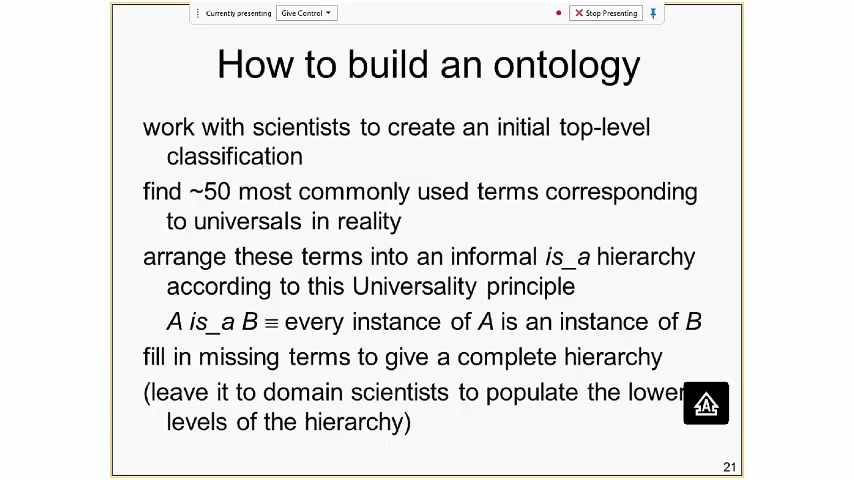 Currently presenting Give Control Stop Presenting
How to build an ontology
work with scientists to create an initial top-level
classification
find ~50 most commonly used terms corresponding
to universals in reality
arrange these terms into an informal is_a hierarchy
according to this Universality principle
A is_a B ≡ every instance of A is an instance of B
fill in missing terms to give a complete hierarchy
(leave it to domain scientists to populate the lower
levels of the hierarchy)
A
21